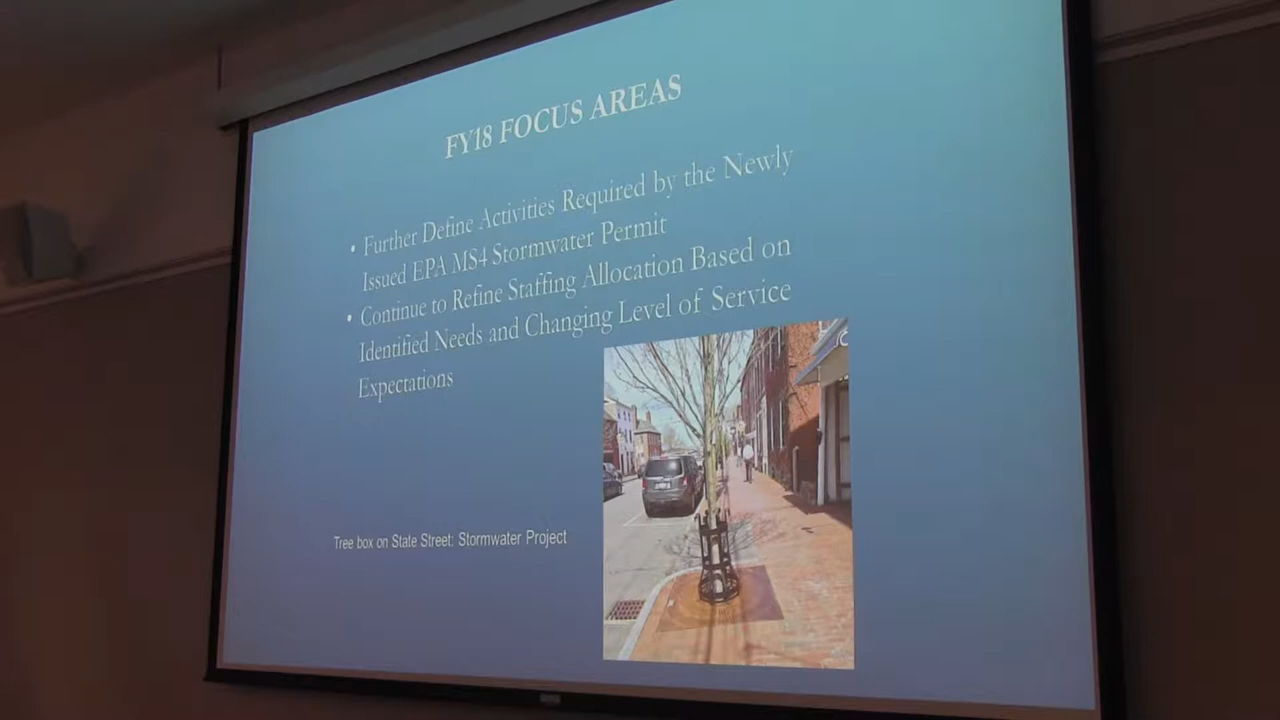 FY18 FOCUS AREAS
• Further Define Activities Required by the Newly
Issued EPA MS4 Stormwater Permit
• Continue to Refine Staffing Allocation Based on
Identified Needs and Changing Level of Service
Expectations
Tree box on State Street: Stormwater Project